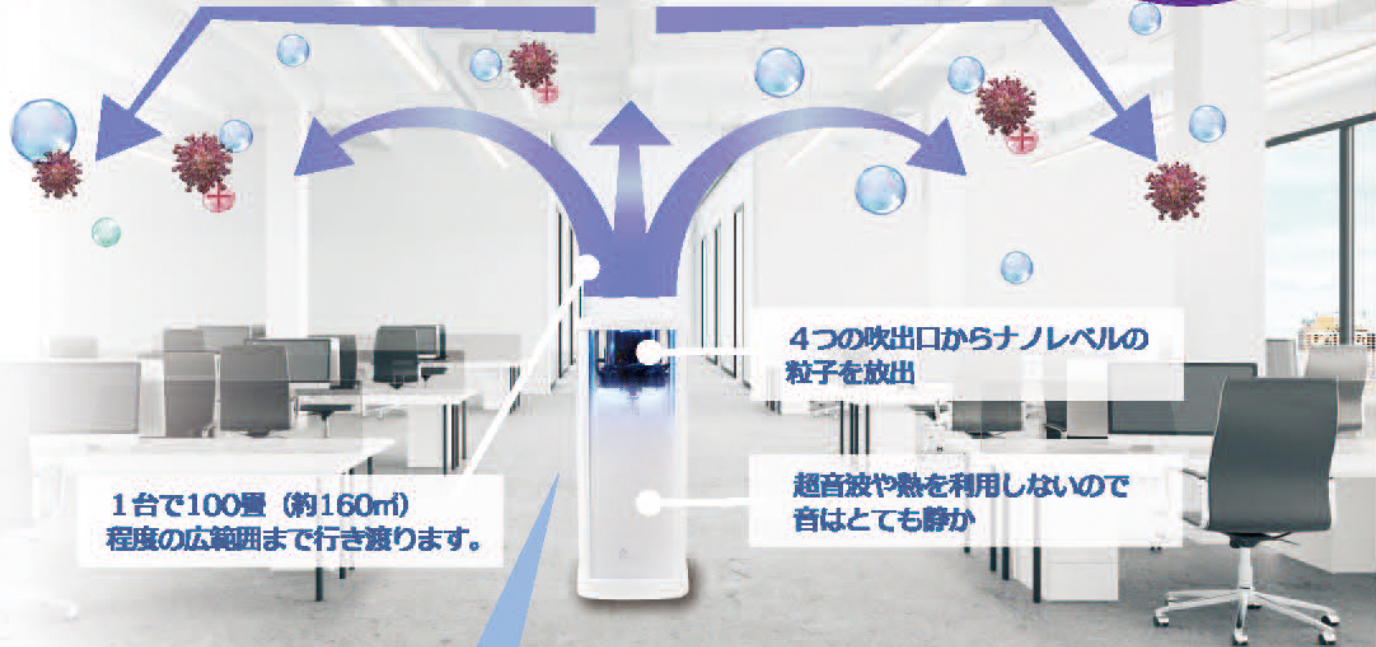 4つの吹出口からナノレベルの
粒子を放出
1台で100畳（約160㎡）
程度の広範囲まで行き渡ります。
超音波や熱を利用しないので
音はとても静か